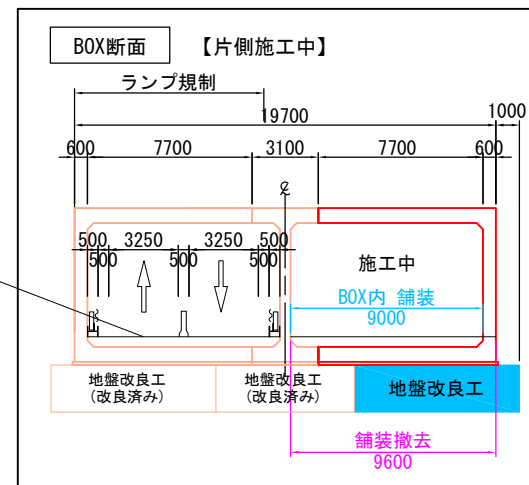 BOX断面 【片側施工中】
ランプ規制
19700 1000
600 7700 3100 7700 600
℄
500 3250 3250 500
500 500 500
施工中
BOX内 舗装
9000
地盤改良工
(改良済み)
地盤改良工
(改良済み)
地盤改良工
舗装撤去
9600